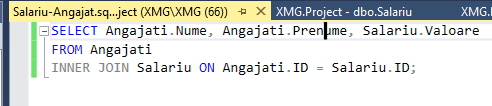 Salariu-Angajat.sq...ject (XMG\XMG (66)) XMG.Project - dbo.Salariu
SELECT Angajati.Nume, Angajati.Prenume, Salariu.Valoare
FROM Angajati
INNER JOIN Salariu ON Angajati.ID = Salariu.ID;